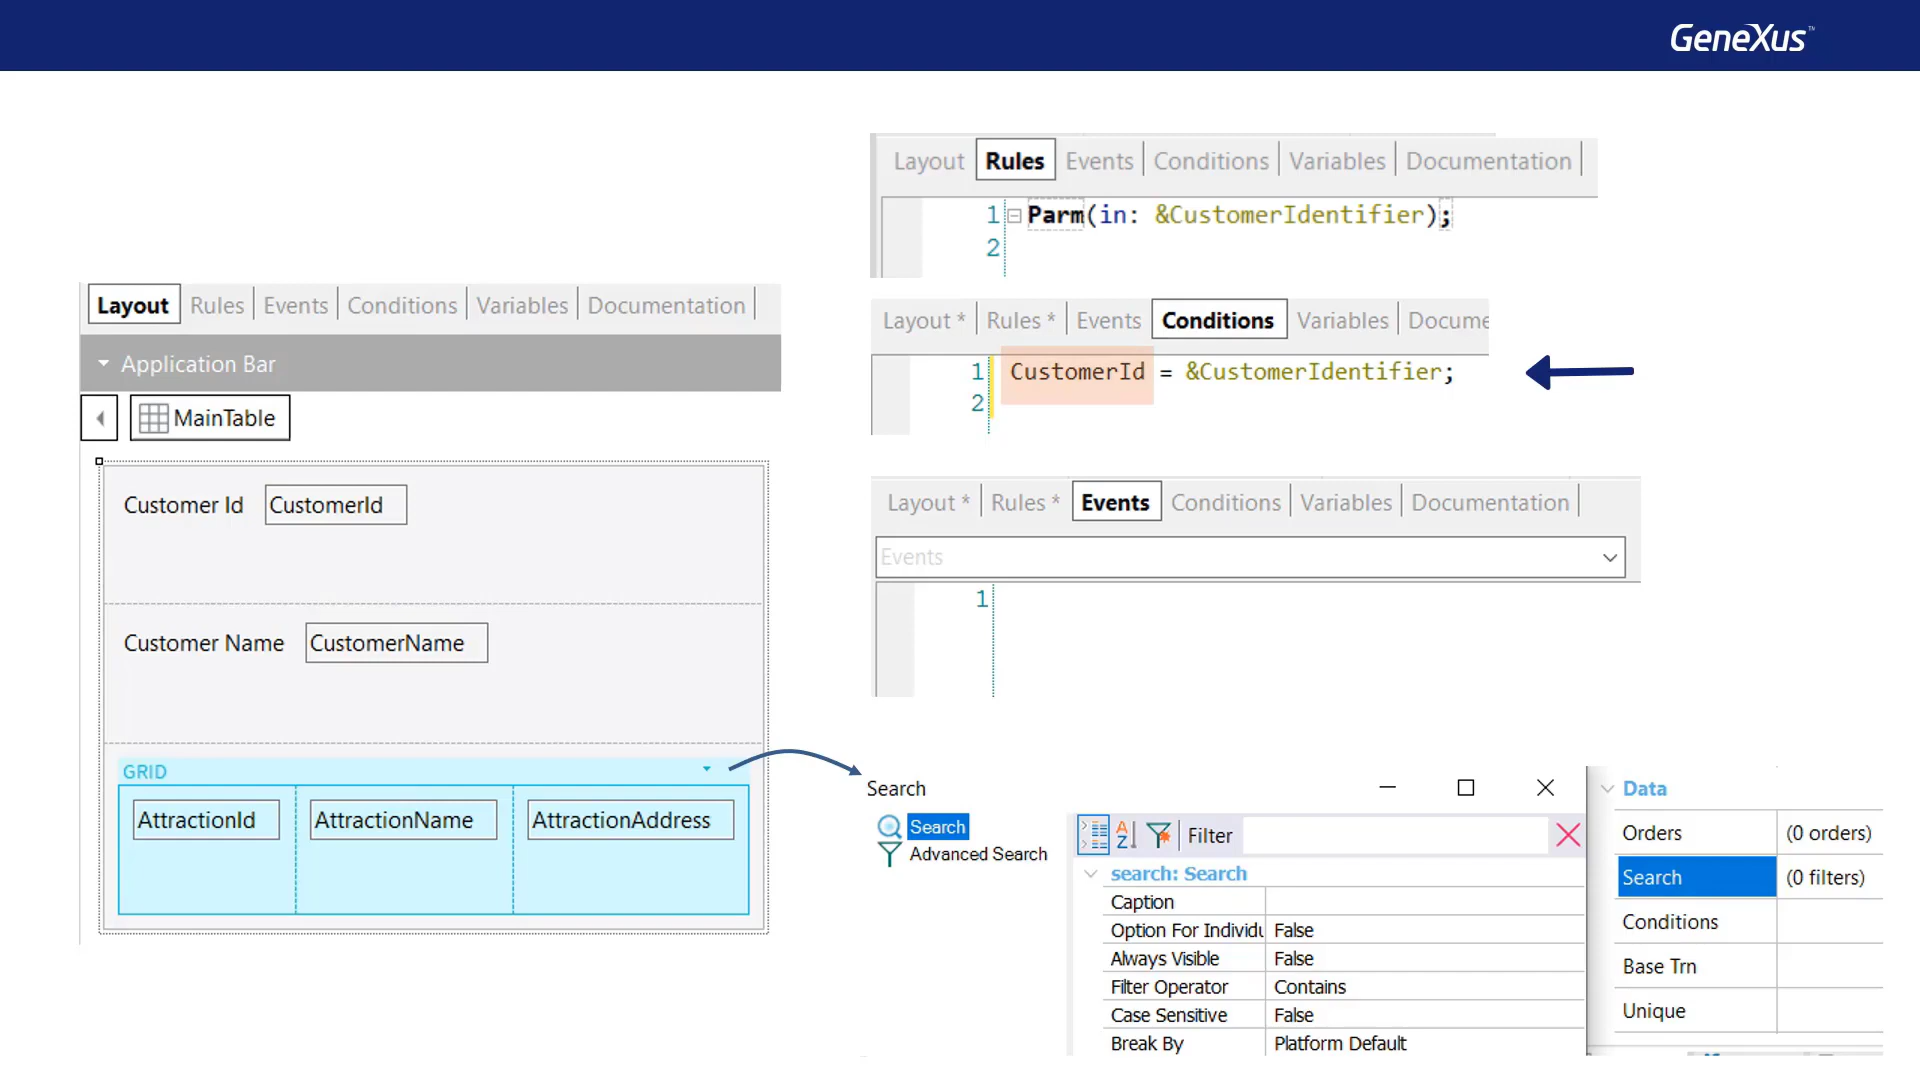 GeneXus™
Layout Rules Events Conditions Variables Documentation
Application Bar
MainTable
Customer Id CustomerId
Customer Name CustomerName
GRID
AttractionId AttractionName AttractionAddress
Layout Rules Events Conditions Variables Documentation
1 Parm(in: &CustomerIdentifier);
2
Layout * Rules * Events Conditions Variables Docume
1 CustomerId = &CustomerIdentifier;
2
Layout * Rules * Events Conditions Variables Documentation
Events
1
Search
Search
Advanced Search
Filter
search: Search
Caption
Option For Individu False
Always Visible False
Filter Operator Contains
Case Sensitive False
Break By Platform Default
Data
Orders (0 orders)
Search (0 filters)
Conditions
Base Trn
Unique